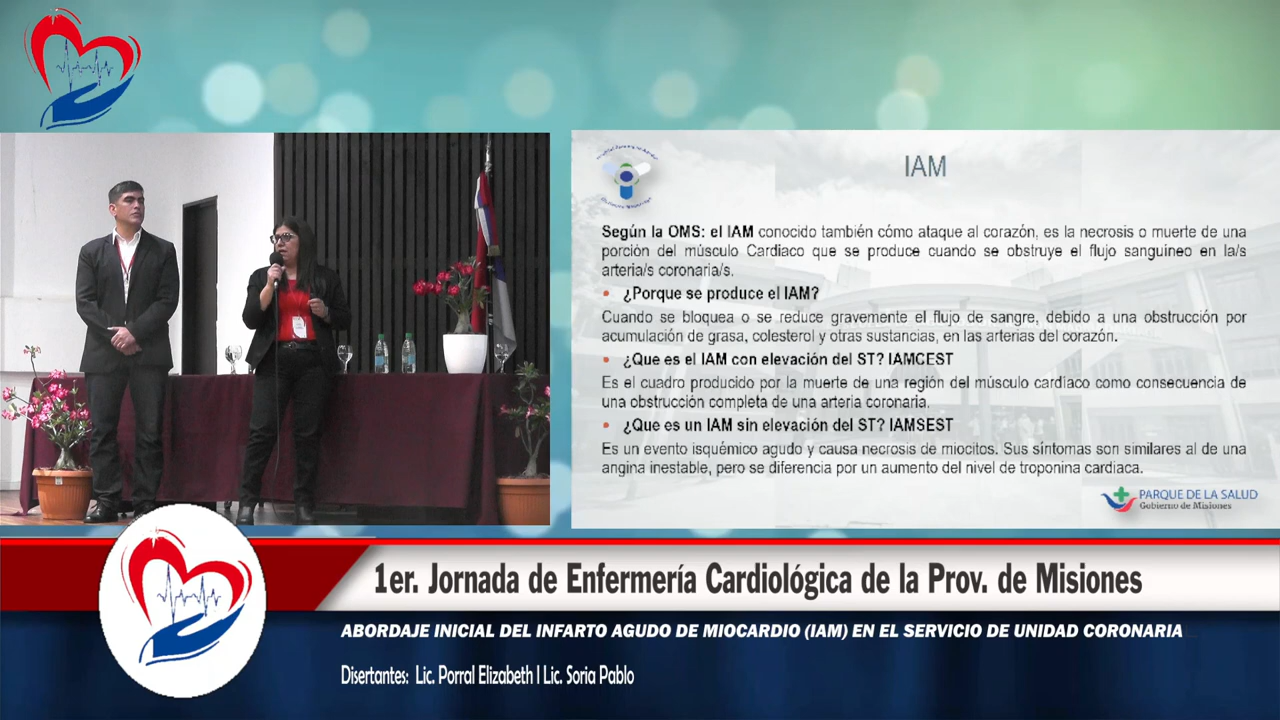 IAM
Según la OMS: el IAM conocido también cómo ataque al corazón, es la necrosis o muerte de una
porción del músculo Cardiaco que se produce cuando se obstruye el flujo sanguíneo en la/s
arteria/s coronaria/s.
• ¿Porque se produce el IAM?
Cuando se bloquea o se reduce gravemente el flujo de sangre, debido a una obstrucción por
acumulación de grasa, colesterol y otras sustancias, en las arterias del corazón.
• ¿Que es el IAM con elevación del ST? IAMCEST
Es el cuadro producido por la muerte de una región del músculo cardíaco como consecuencia de
una obstrucción completa de una arteria coronaria.
• ¿Que es un IAM sin elevación del ST? IAMSEST
Es un evento isquémico agudo y causa necrosis de miocitos. Sus síntomas son similares al de una
angina inestable, pero se diferencia por un aumento del nivel de troponina cardiaca.
PARQUE DE LA SALUD
Gobierno de Misiones
1er. Jornada de Enfermería Cardiológica de la Prov. de Misiones
ABORDAJE INICIAL DEL INFARTO AGUDO DE MIOCARDIO (IAM) EN EL SERVICIO DE UNIDAD CORONARIA
Disertantes: Lic. Porral Elizabeth I Lic. Soria Pablo